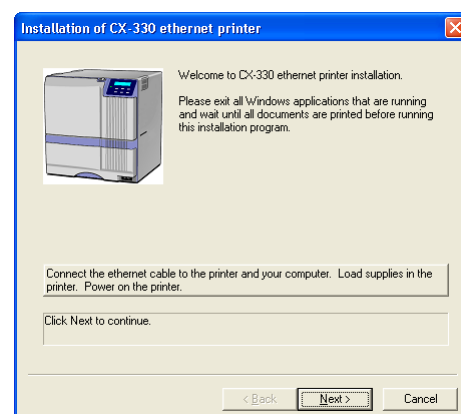 Installation of CX-330 ethernet printer
Welcome to CX-330 ethernet printer installation.
Please exit all Windows applications that are running
and wait until all documents are printed before running
this installation program.
Connect the ethernet cable to the printer and your computer.  Load supplies in the
printer.  Power on the printer.
Click Next to continue.
< Back
Next >
Cancel